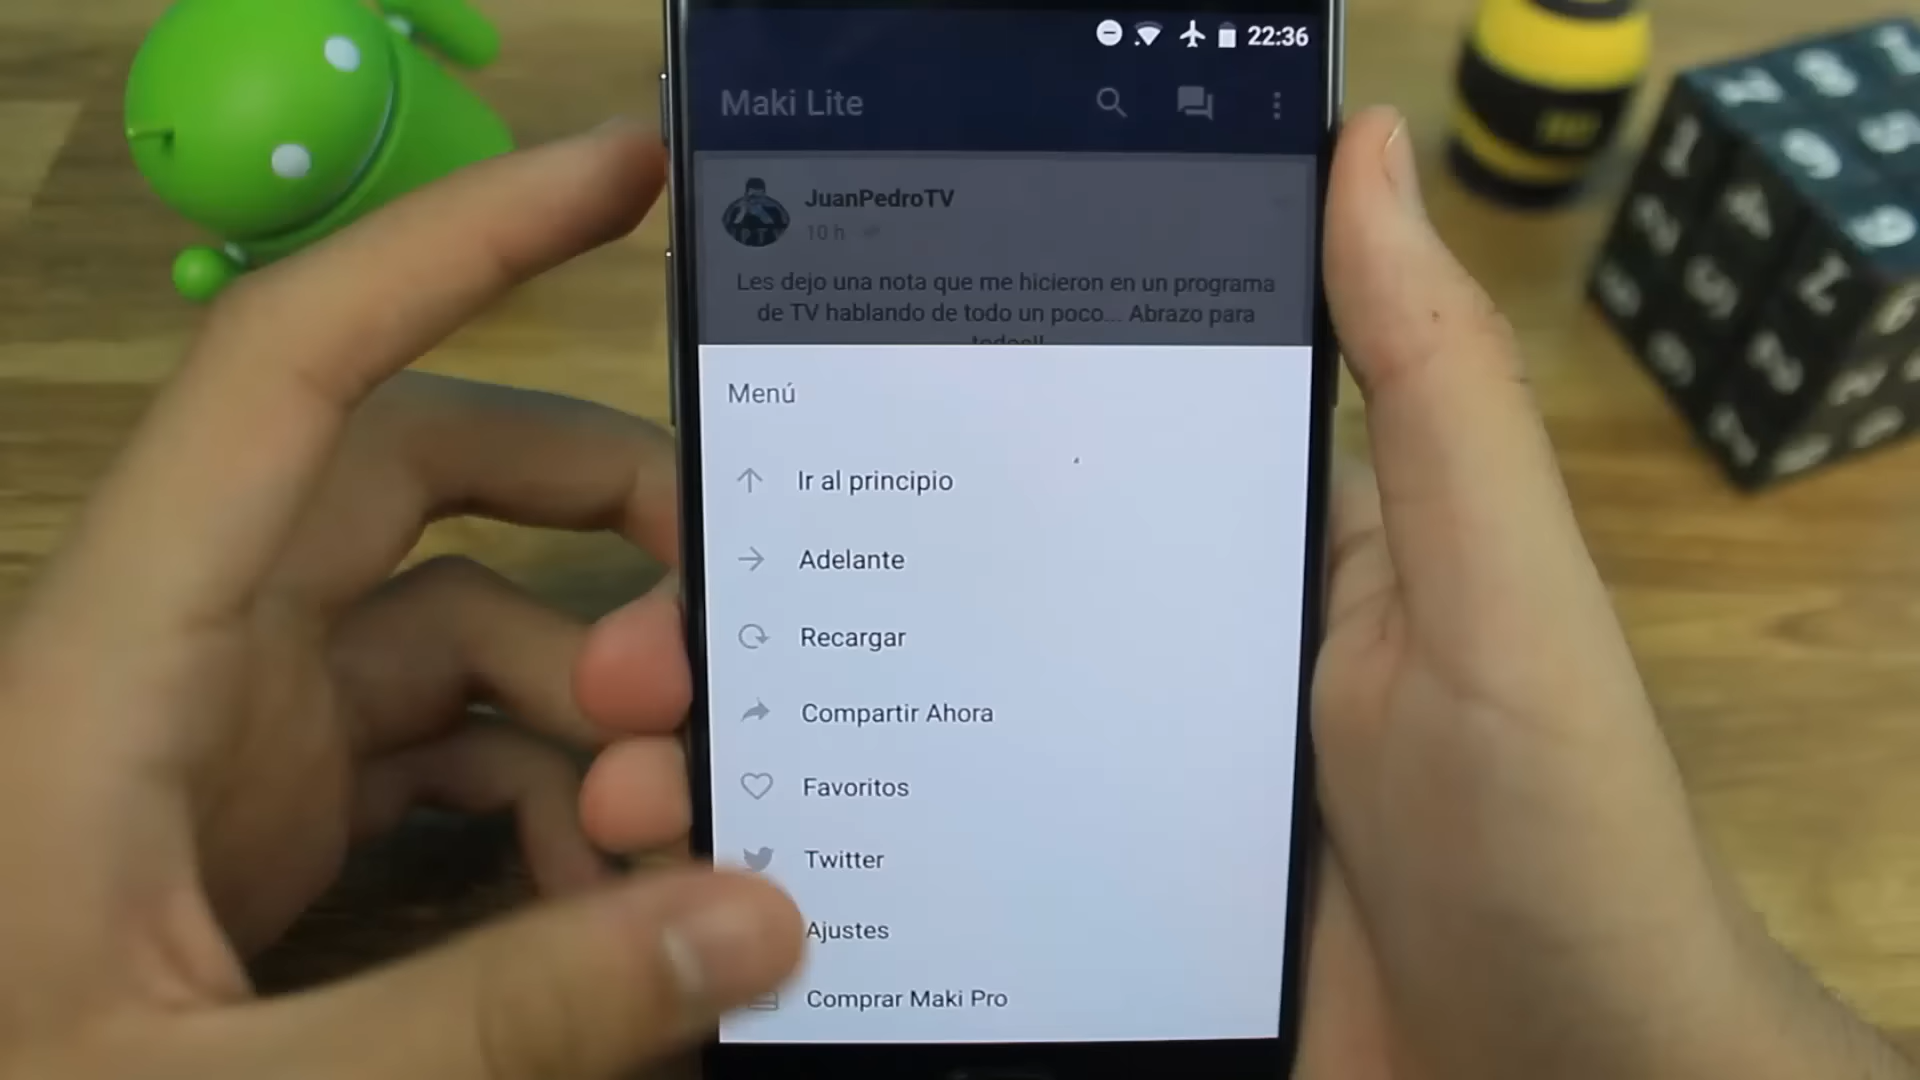 22:36
Maki Lite
JuanPedroTV
10 h
Les dejo una nota que me hicieron en un programa
de TV hablando de todo un poco... Abrazo para
todos!!
Menú
Ir al principio
Adelante
Recargar
Compartir Ahora
Favoritos
Twitter
Ajustes
Comprar Maki Pro